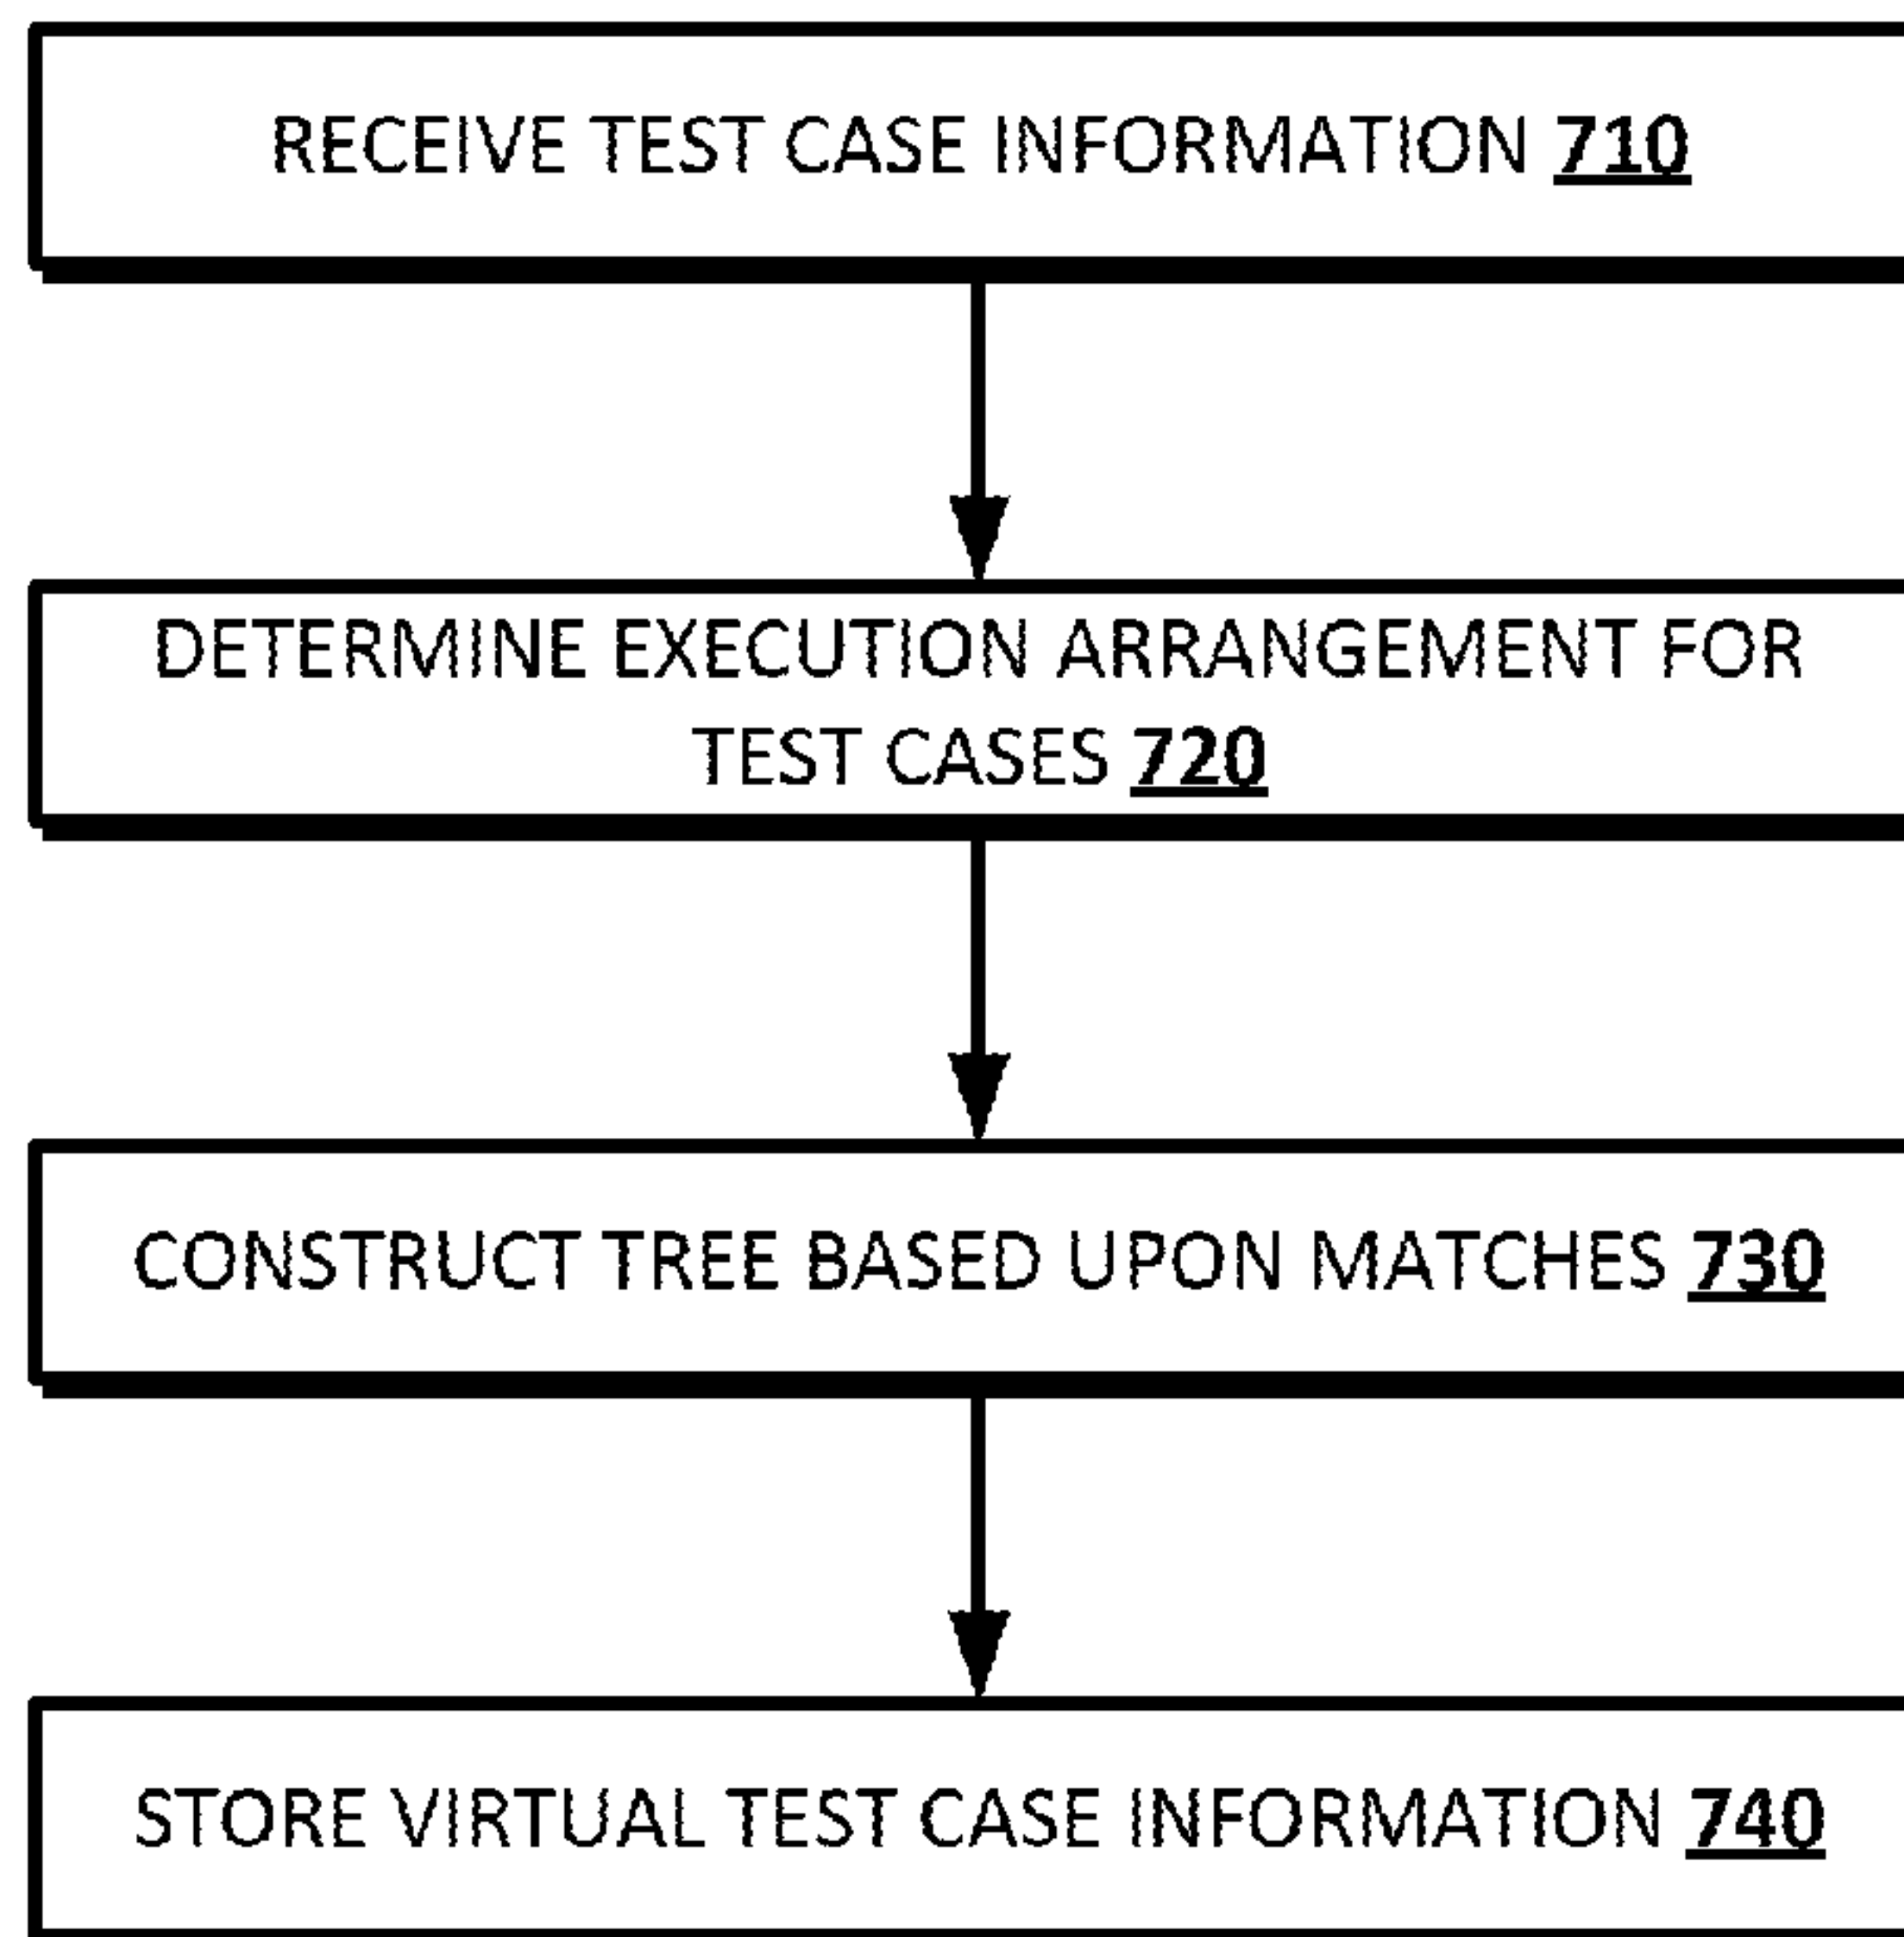 RECEIVE TEST CASE INFORMATION 710
DETERMINE EXECUTION ARRANGEMENT FOR
TEST CASES 720
CONSTRUCT TREE BASED UPON MATCHES 730
STORE VIRTUAL TEST CASE INFORMATION 740